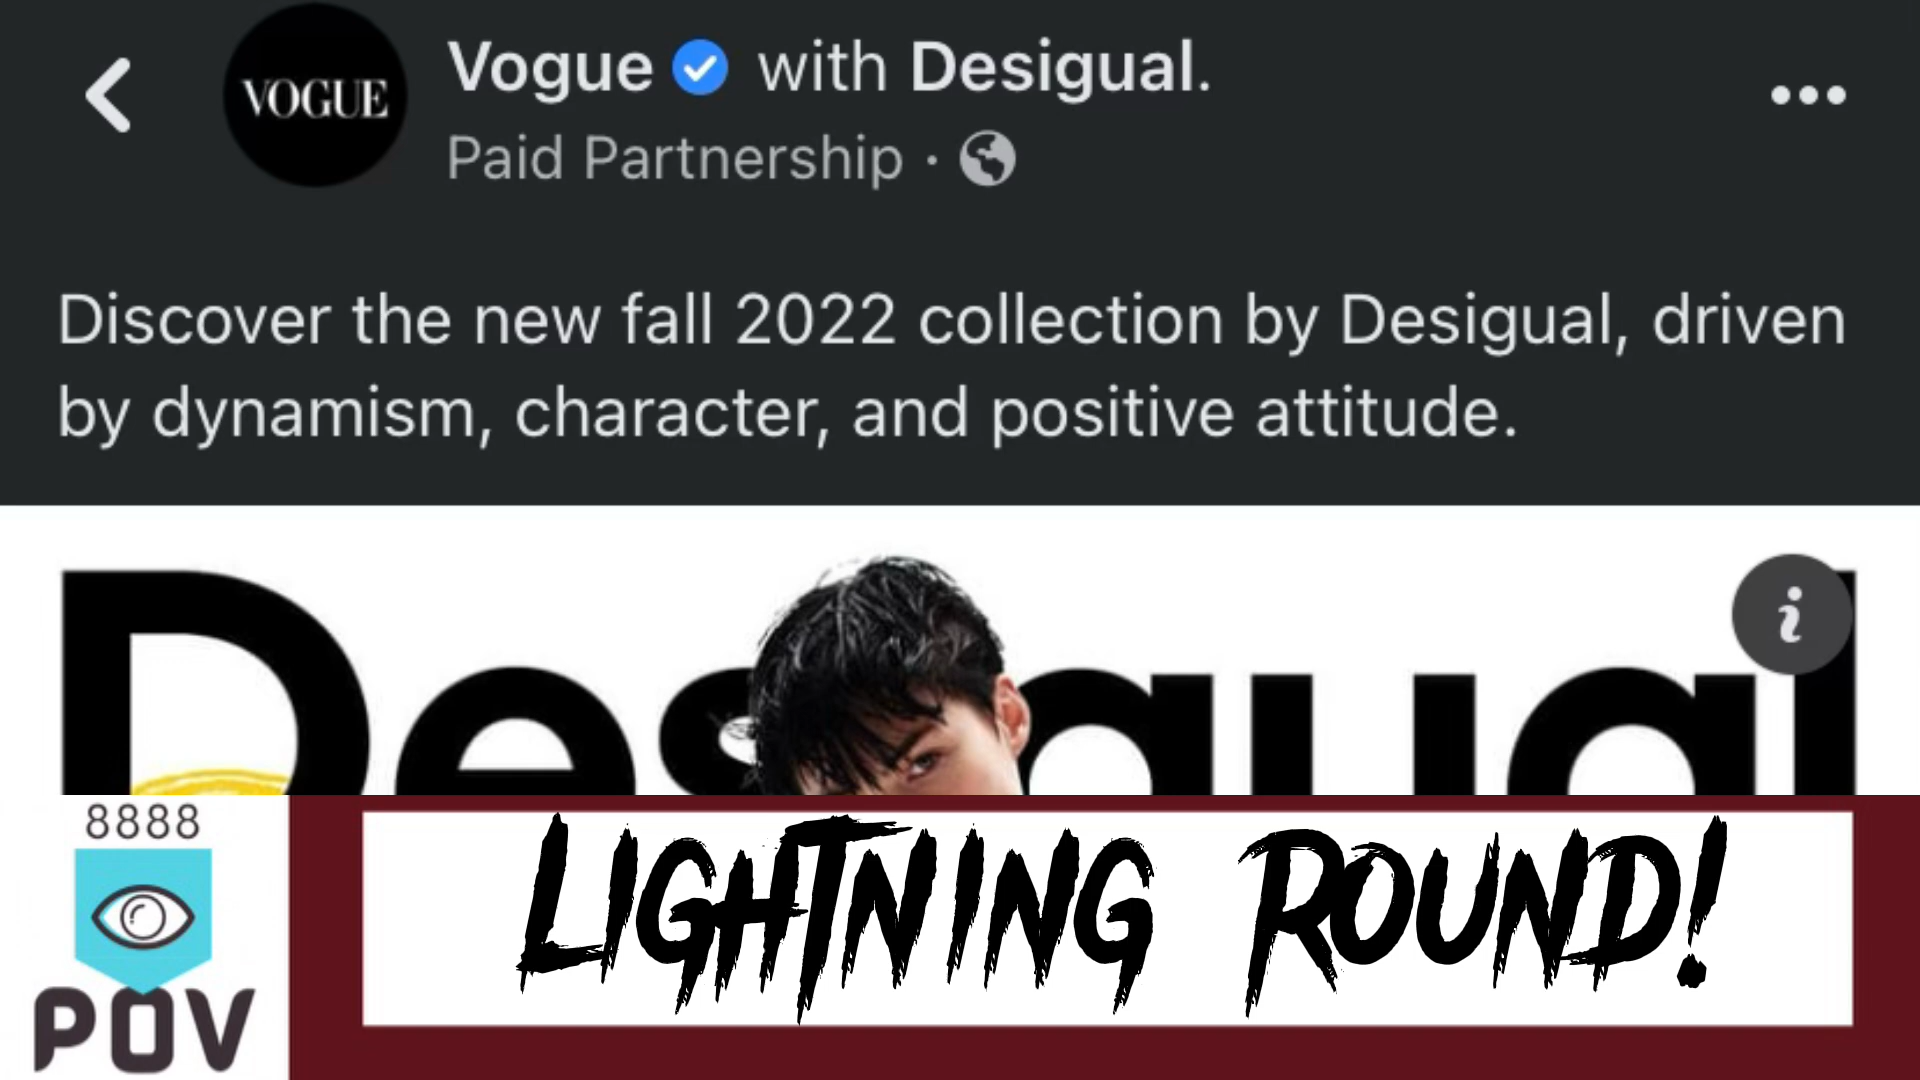 VOGUE
Vogue with Desigual.
Paid Partnership ·
Discover the new fall 2022 collection by Desigual, driven
by dynamism, character, and positive attitude.
Desigual
i
8888
POV
LIGHTNING ROUND!